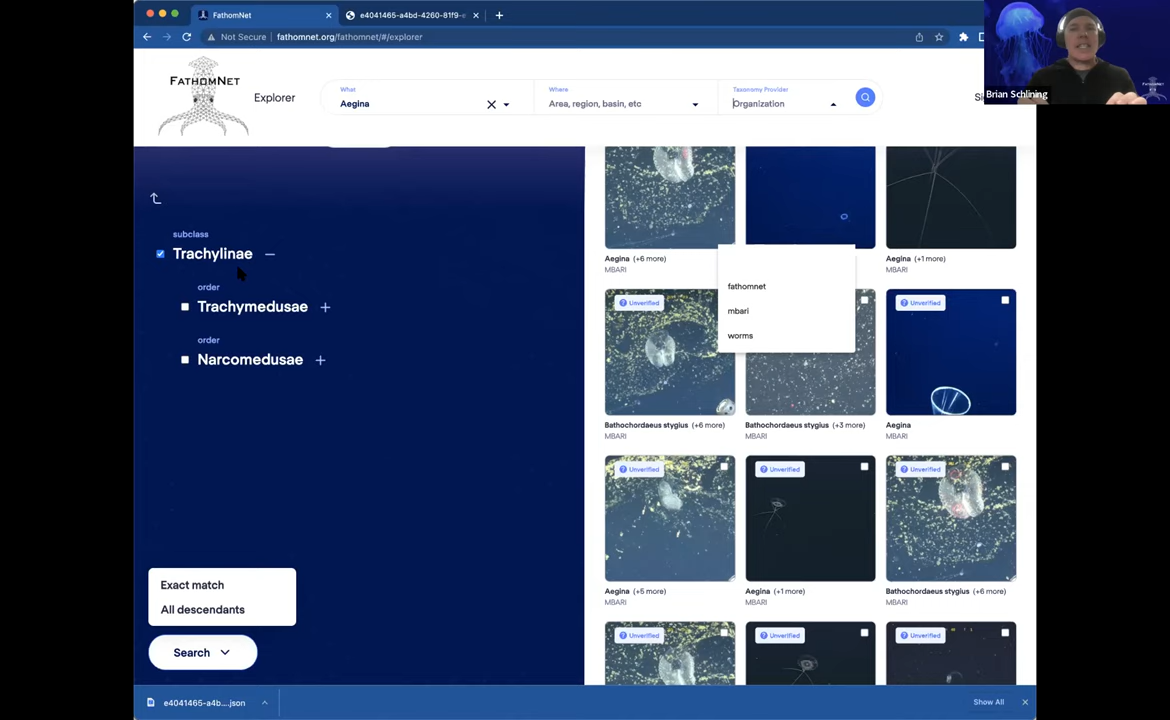 FathomNet
e4041465-a4bd-4260-81f9-e
Not Secure
fathomnet.org/fathomnet/#/explorer
FATHOMNET
Explorer
What
Aegina
Where
Area, region, basin, etc
Taxonomy Provider
Organization
Brian Schlining
fathomnet
mbari
worms
subclass
Trachylinae
order
Trachymedusae
order
Narcomedusae
Exact match
All descendants
Search
Aegina (+6 more)
MBARI
Aegina (+1 more)
MBARI
Unverified
Unverified
Bathochordaeus stygius (+6 more)
MBARI
Bathochordaeus stygius (+3 more)
MBARI
Aegina
MBARI
Unverified
Unverified
Unverified
Aegina (+5 more)
MBARI
Aegina (+1 more)
MBARI
Bathochordaeus stygius (+6 more)
MBARI
Unverified
Unverified
Unverified
e4041465-a4b....json
Show All